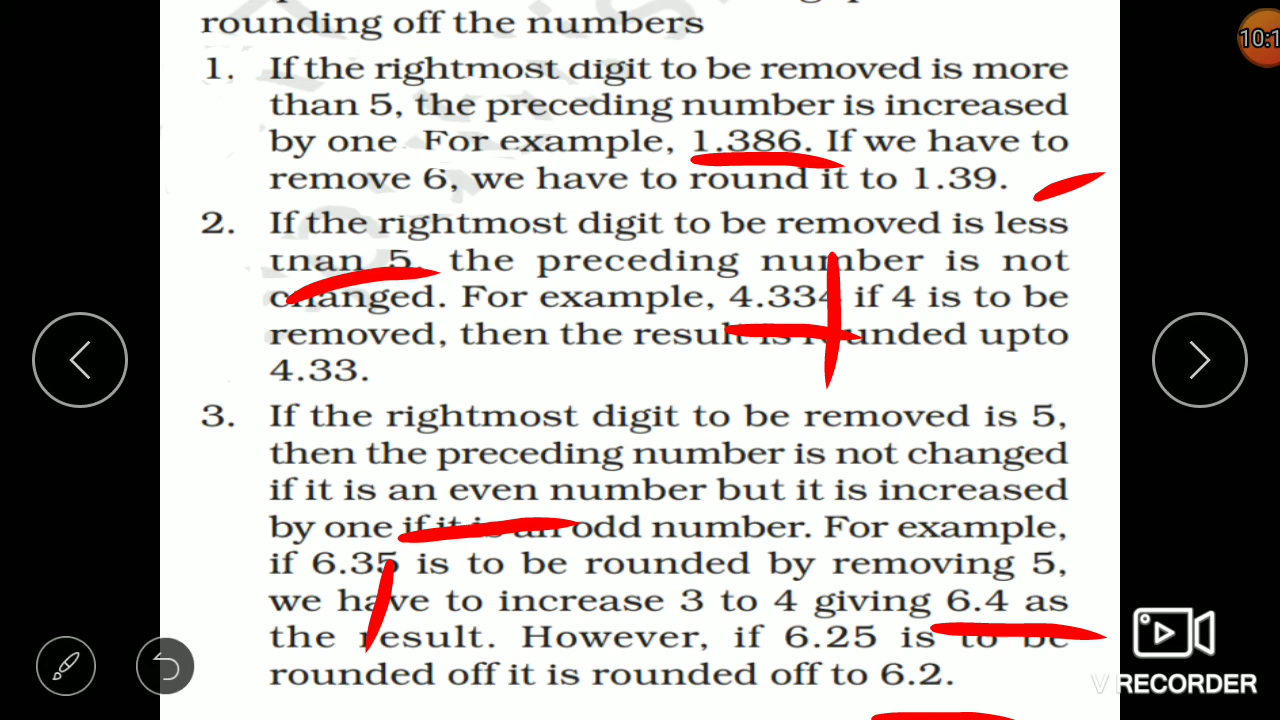 rounding off the numbers
10:1
1. If the rightmost digit to be removed is more
than 5, the preceding number is increased
by one. For example, 1.386. If we have to
remove 6, we have to round it to 1.39.
2. If the rightmost digit to be removed is less
than 5, the preceding number is not
changed. For example, 4.334 if 4 is to be
removed, then the result is rounded upto
4.33.
3. If the rightmost digit to be removed is 5,
then the preceding number is not changed
if it is an even number but it is increased
by one if it is an odd number. For example,
if 6.35 is to be rounded by removing 5,
we have to increase 3 to 4 giving 6.4 as
the result. However, if 6.25 is to be
rounded off it is rounded off to 6.2.
V RECORDER